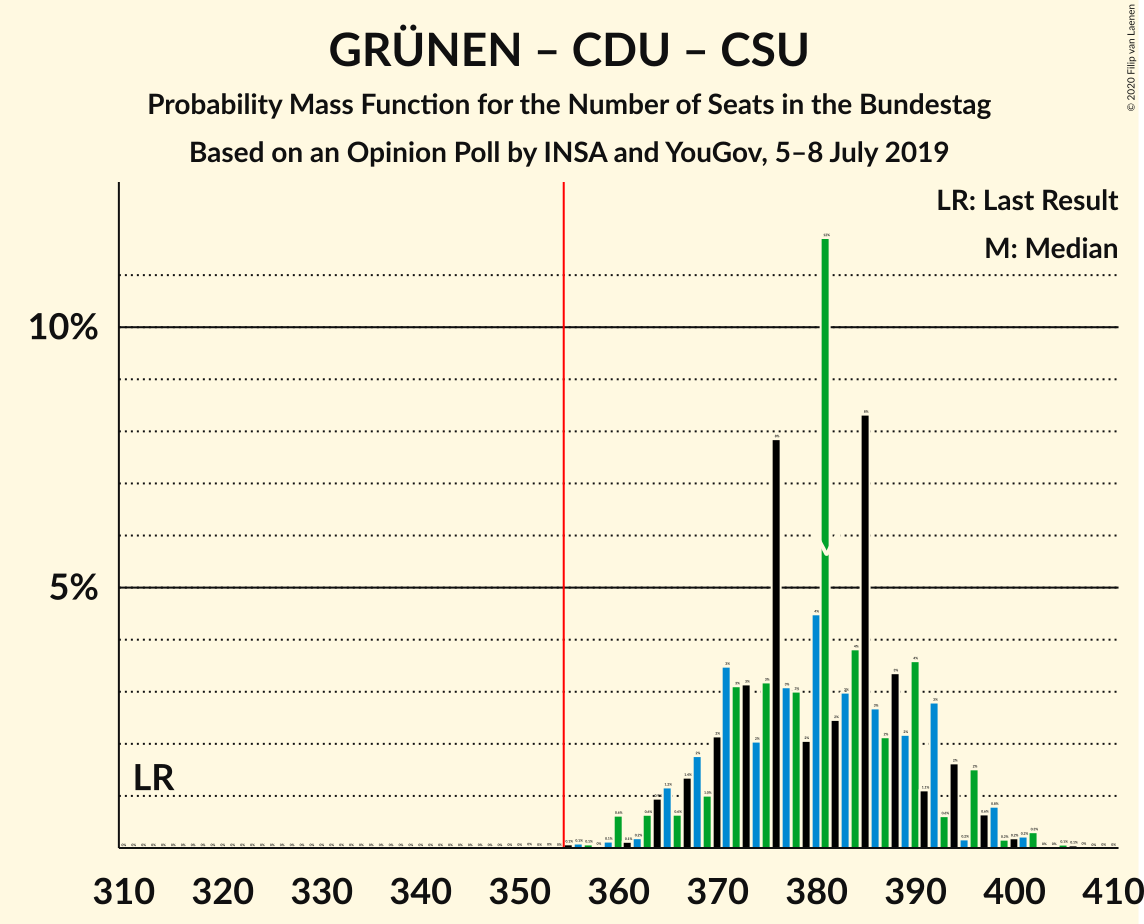 GRÜNEN – CDU – CSU
Probability Mass Function for the Number of Seats in the Bundestag
Based on an Opinion Poll by INSA and YouGov, 5–8 July 2019
© 2020 Filip van Laenen
LR: Last Result
M: Median
10%
5%
LR
310 320 330 340 350 360 370 380 390 400 410